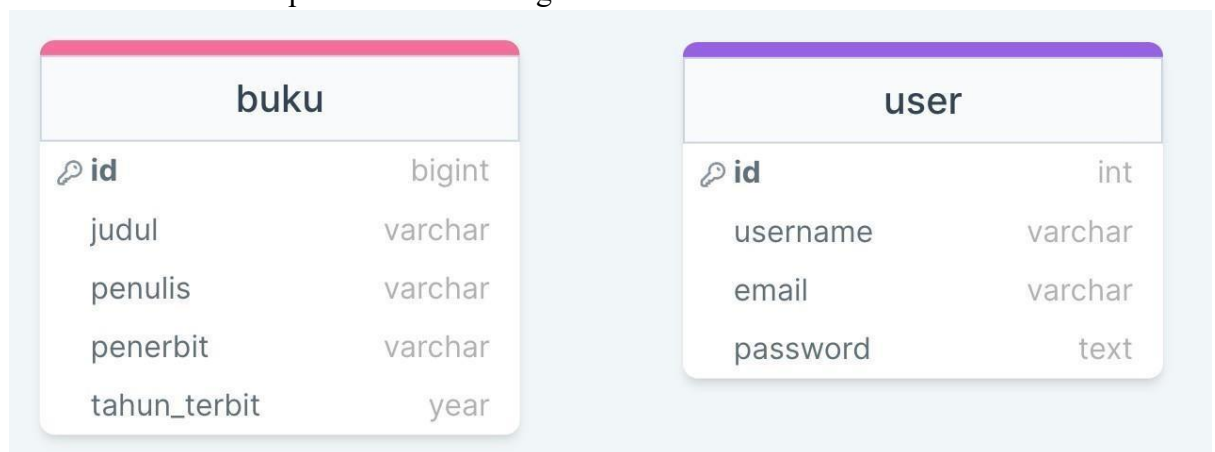 buku
id bigint
judul varchar
penulis varchar
penerbit varchar
tahun_terbit year
user
id int
username varchar
email varchar
password text